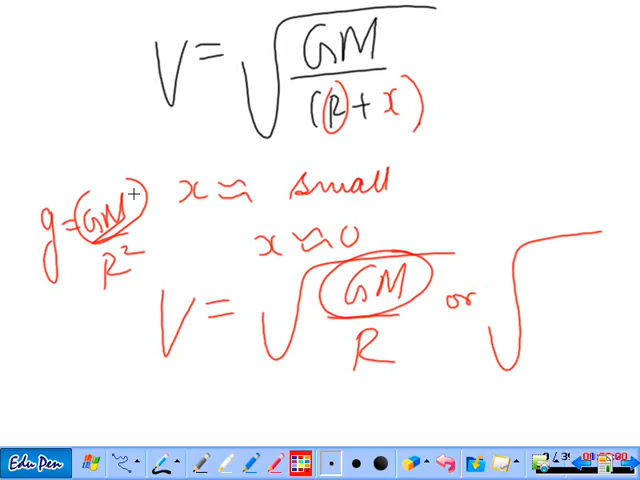 V = √GM/(R + x)
x ≈ small
g = GM/R²
x ≈ 0
V = √GM/R or √
Edu Pen